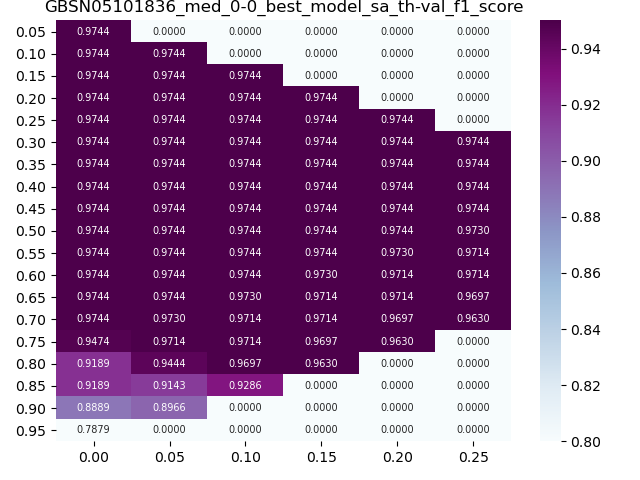 GBSN05101836_med_0-0_best_model_sa_th-val_f1_score
0.05 0.9744 0.0000 0.0000 0.0000 0.0000 0.0000
0.10 0.9744 0.9744 0.0000 0.0000 0.0000 0.0000
0.15 0.9744 0.9744 0.9744 0.0000 0.0000 0.0000
0.20 0.9744 0.9744 0.9744 0.9744 0.0000 0.0000
0.25 0.9744 0.9744 0.9744 0.9744 0.9744 0.0000
0.30 0.9744 0.9744 0.9744 0.9744 0.9744 0.9744
0.35 0.9744 0.9744 0.9744 0.9744 0.9744 0.9744
0.40 0.9744 0.9744 0.9744 0.9744 0.9744 0.9744
0.45 0.9744 0.9744 0.9744 0.9744 0.9744 0.9744
0.50 0.9744 0.9744 0.9744 0.9744 0.9744 0.9730
0.55 0.9744 0.9744 0.9744 0.9744 0.9730 0.9714
0.60 0.9744 0.9744 0.9744 0.9730 0.9714 0.9714
0.65 0.9744 0.9744 0.9730 0.9714 0.9714 0.9697
0.70 0.9744 0.9730 0.9714 0.9714 0.9697 0.9630
0.75 0.9474 0.9714 0.9714 0.9697 0.9630 0.0000
0.80 0.9189 0.9444 0.9697 0.9630 0.0000 0.0000
0.85 0.9189 0.9143 0.9286 0.0000 0.0000 0.0000
0.90 0.8889 0.8966 0.0000 0.0000 0.0000 0.0000
0.95 0.7879 0.0000 0.0000 0.0000 0.0000 0.0000
0.00 0.05 0.10 0.15 0.20 0.25
0.94
0.92
0.90
0.88
0.86
0.84
0.82
0.80